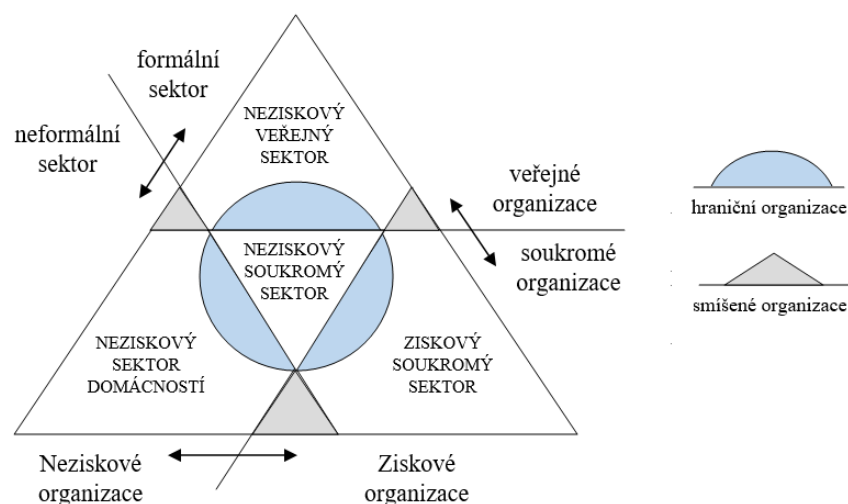 formální
sektor
neformální
sektor
NEZISKOVÝ
VEŘEJNÝ
SEKTOR
veřejné
organizace
soukromé
organizace
NEZISKOVÝ
SOUKROMÝ
SEKTOR
NEZISKOVÝ
SEKTOR
DOMÁCNOSTÍ
ZISKOVÝ
SOUKROMÝ
SEKTOR
Neziskové
organizace
Ziskové
organizace
hraniční organizace
smíšené organizace